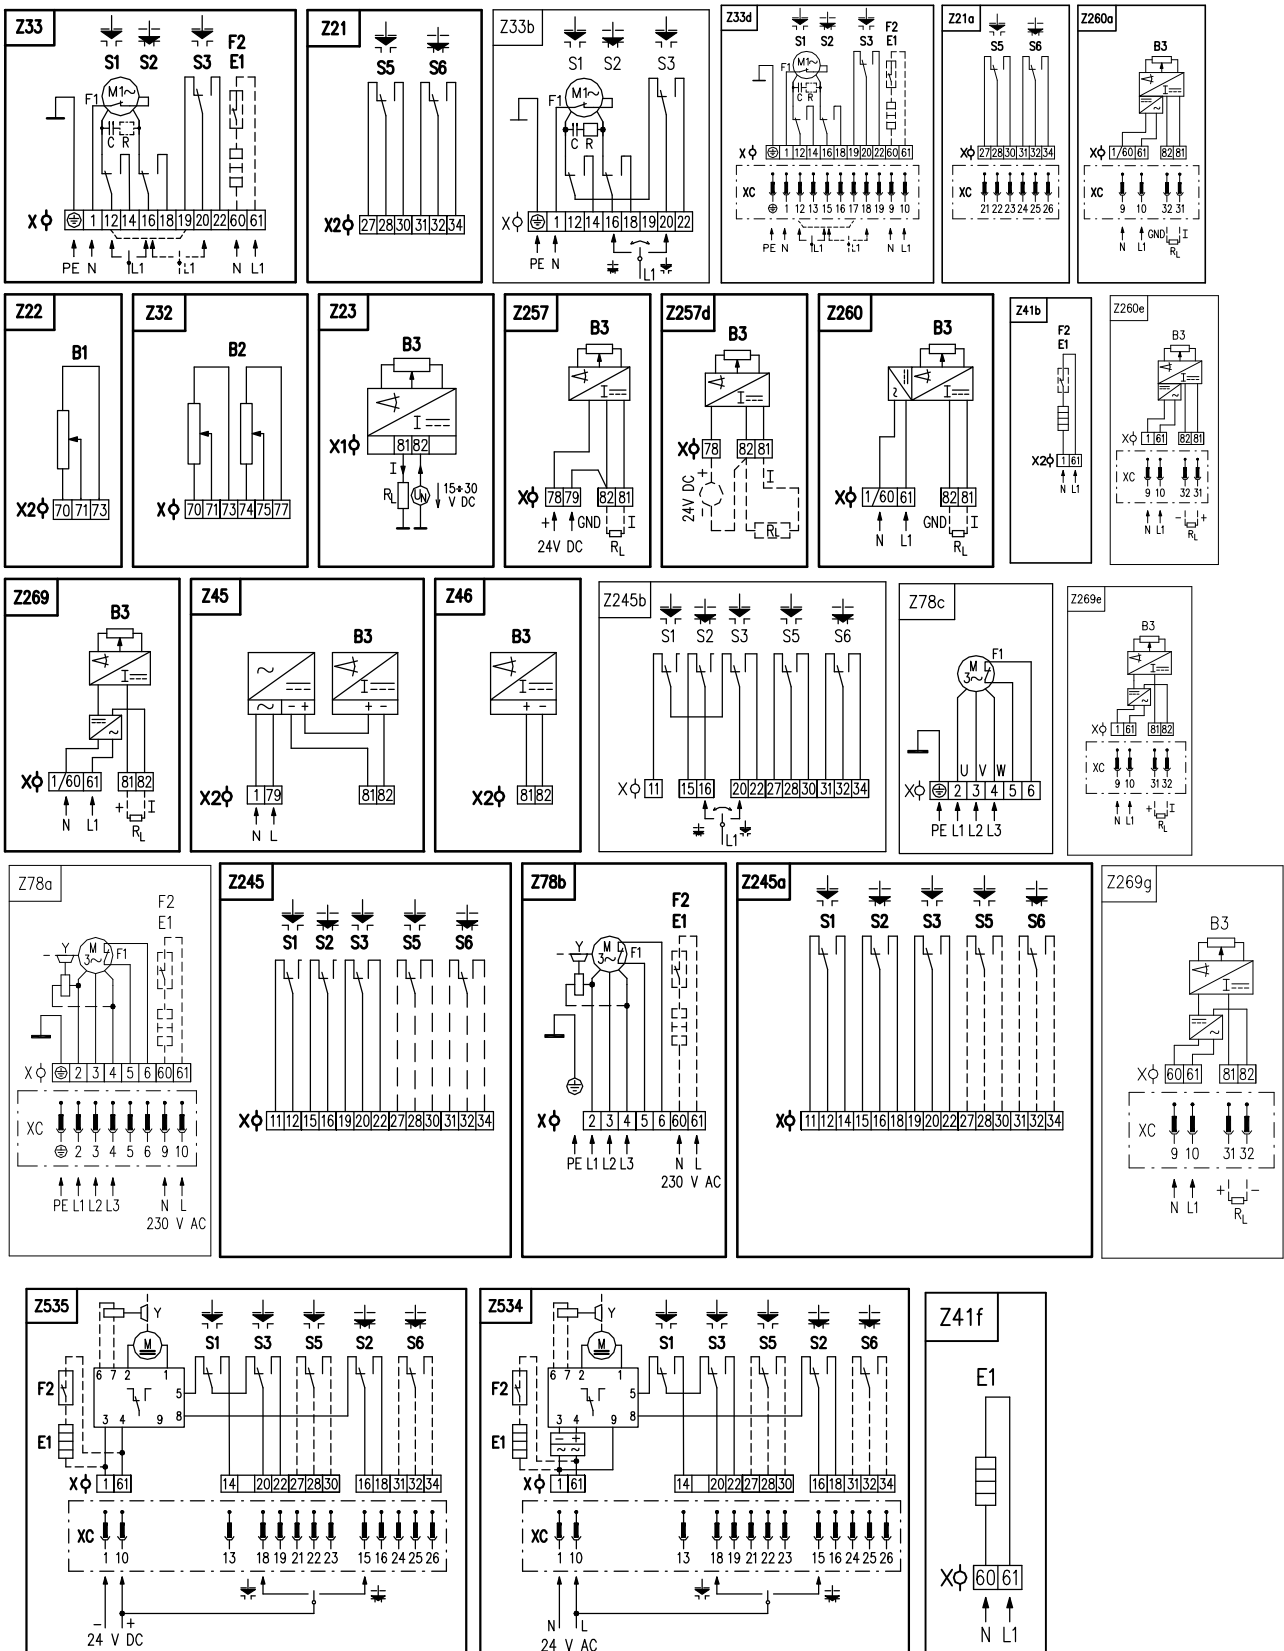 Z33
S1 S2 S3 F2
E1
F1 M1~
C R
X 1 12 14 16 18 19 20 22 60 61
PE N L1 L1 N L1
Z21
S5 S6
X2 27 28 30 31 32 34
Z33b
S1 S2 S3
F1 M1~
C R
X 1 12 14 16 18 19 20 22
PE N L1
Z33d
S1 S2 S3 F2
E1
F1 M1~
C R
X 1 12 14 16 18 19 20 22 60 61
XC
1 12 13 15 16 17 18 19 9 10
PE N L1 L1 N L1
Z21a
S5 S6
X 27 28 30 31 32 34
XC
21 22 23 24 25 26
Z260a
B3
I
X 1/60 61 82 81
XC
9 10 32 31
N L1 GND I
RL
Z22
B1
X2 70 71 73
Z32
B2
X 70 71 73 74 75 77
Z23
B3
I
X1 81 82
I
RL UN 15÷30
V DC
Z257
B3
I
X 78 79 82 81
+ GND I
24V DC RL
Z257d
B3
I
X 78 82 81
24V DC + I
RL
Z260
B3
~ I
X 1/60 61 82 81
N L1 GND I
RL
Z41b
F2
E1
X2 1 61
N L1
Z260e
B3
I
~
X 1 61 82 81
XC
9 10 32 31
N L1 - +
RL
Z269
B3
I
~
X 1/60 61 81 82
N L1 + I
RL
Z45
B3
~ I
~ - + + -
X2 1 79 81 82
N L
Z46
B3
I
+ -
X2 81 82
Z245b
S1 S2 S3 S5 S6
X 11 15 16 20 22 27 28 30 31 32 34
L1
Z78c
M
3~ F1
U V W
X 2 3 4 5 6
PE L1 L2 L3
Z269e
B3
I
~
X 1 61 81 82
XC
9 10 31 32
N L1 + I
RL
Z78a
F2
E1
- Y M
3~ F1
X 2 3 4 5 6 60 61
XC
2 3 4 5 6 9 10
PE L1 L2 L3 N L
230 V AC
Z245
S1 S2 S3 S5 S6
X 11 12 15 16 19 20 22 27 28 30 31 32 34
Z78b
F2
E1
- Y M
3~ F1
X 2 3 4 5 6 60 61
PE L1 L2 L3 N L
230 V AC
Z245a
S1 S2 S3 S5 S6
X 11 12 14 15 16 18 19 20 22 27 28 30 31 32 34
Z269g
B3
I
~
X 60 61 81 82
XC
9 10 31 32
N L1 + -
RL
Z535
Y
M
S1 S3 S5 S2 S6
F2 6 7 2 1
5
3 4 9 8
E1
X 1 61 14 20 22 27 28 30 16 18 31 32 34
XC
1 10 13 18 19 21 22 23 15 16 24 25 26
- +
24 V DC
Z534
Y
M
S1 S3 S5 S2 S6
F2 6 7 2 1
5
3 4 9 8
E1 - +
~ ~
X 1 61 14 20 22 27 28 30 16 18 31 32 34
XC
1 10 13 18 19 21 22 23 15 16 24 25 26
N L
24 V AC
Z41f
E1
X 60 61
N L1